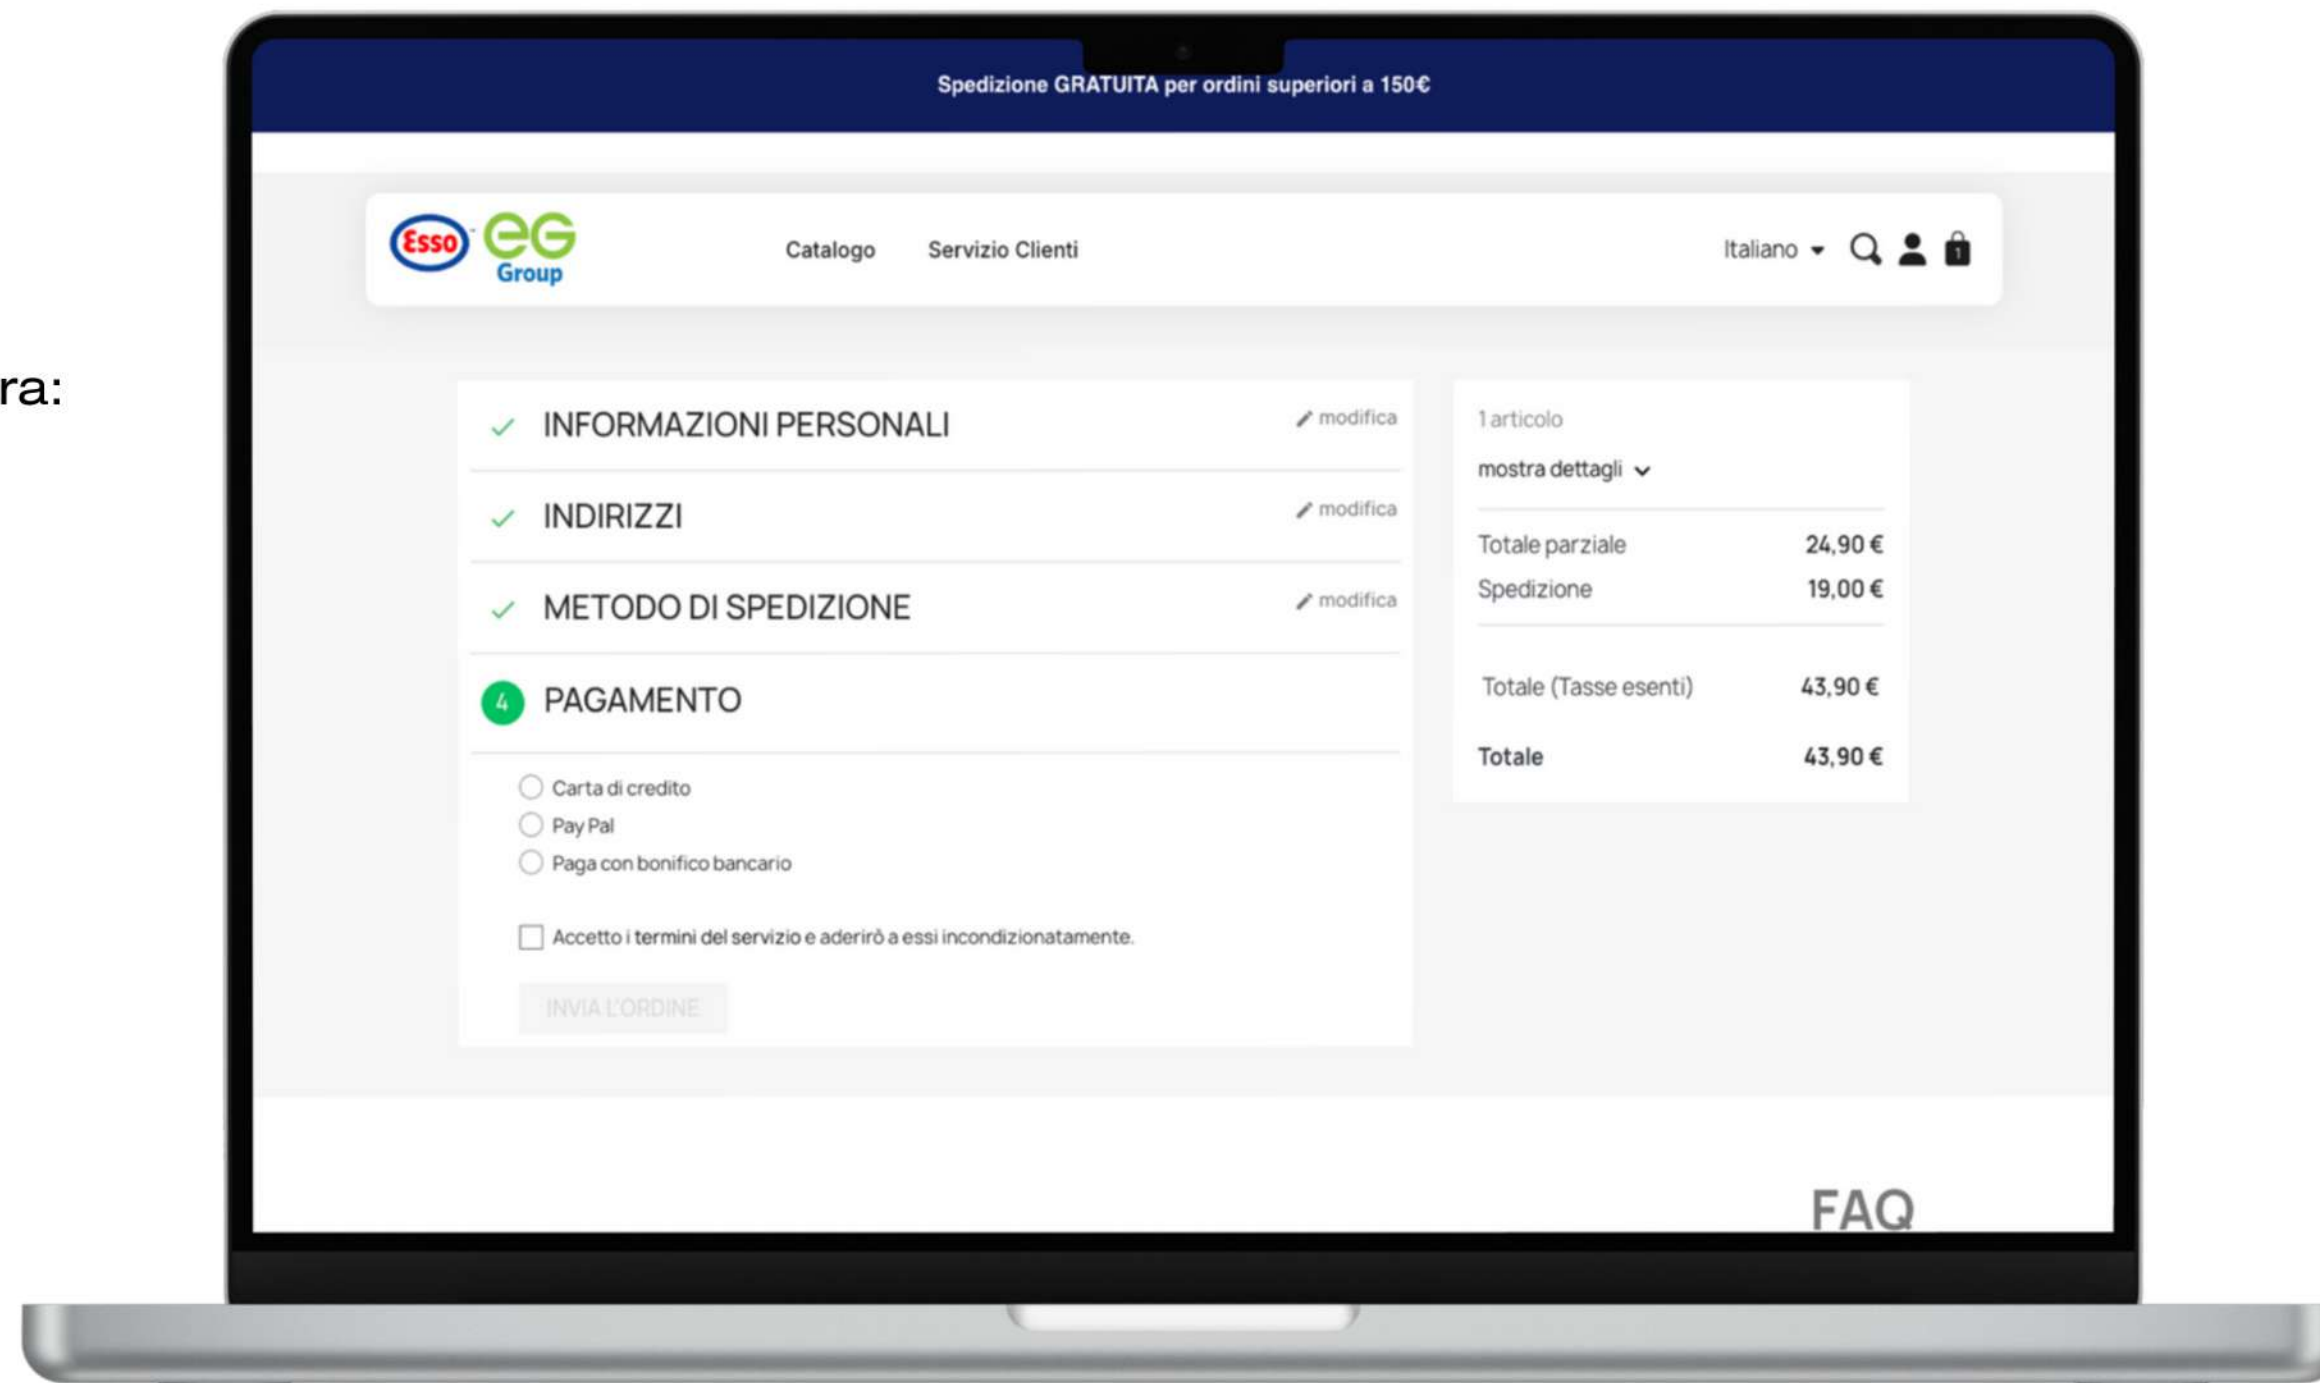 ra:
Spedizione GRATUITA per ordini superiori a 150€
Esso eG Group
Catalogo Servizio Clienti Italiano 1
INFORMAZIONI PERSONALI modifica
INDIRIZZI modifica
METODO DI SPEDIZIONE modifica
4 PAGAMENTO
Carta di credito
Pay Pal
Paga con bonifico bancario
Accetto i termini del servizio e aderirò a essi incondizionatamente.
INVIA L'ORDINE
1 articolo
mostra dettagli
Totale parziale 24,90 €
Spedizione 19,00 €
Totale (Tasse esenti) 43,90 €
Totale 43,90 €
FAQ